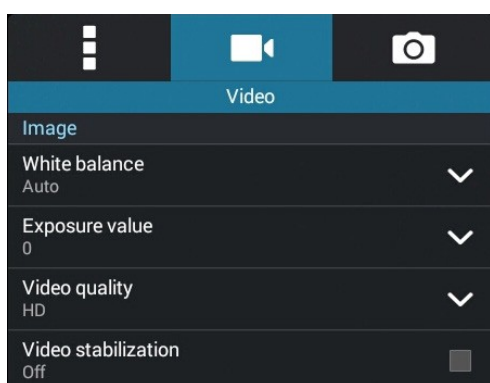 Video
Image
White balance
Auto
Exposure value
0
Video quality
HD
Video stabilization
Off